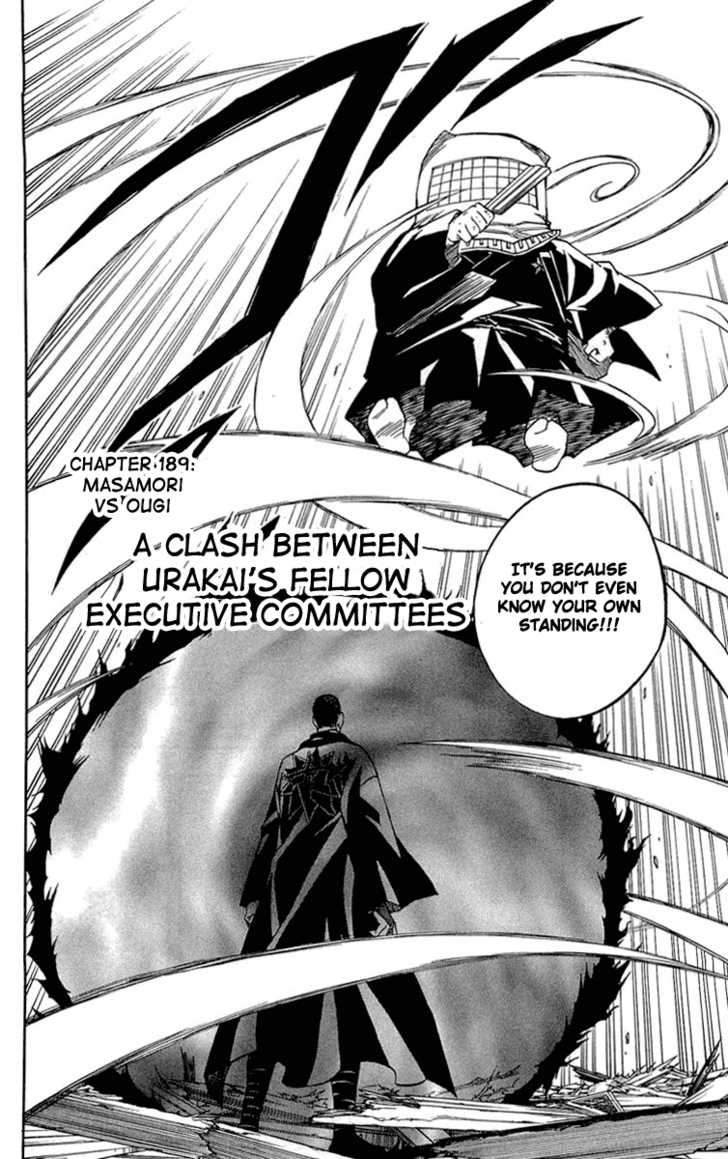 CHAPTER 189:
MASAMORI
VS OUGI
A CLASH BETWEEN
URAKAI'S FELLOW
EXECUTIVE COMMITTEES
IT'S BECAUSE
YOU DON'T EVEN
KNOW YOUR OWN
STANDING!!!